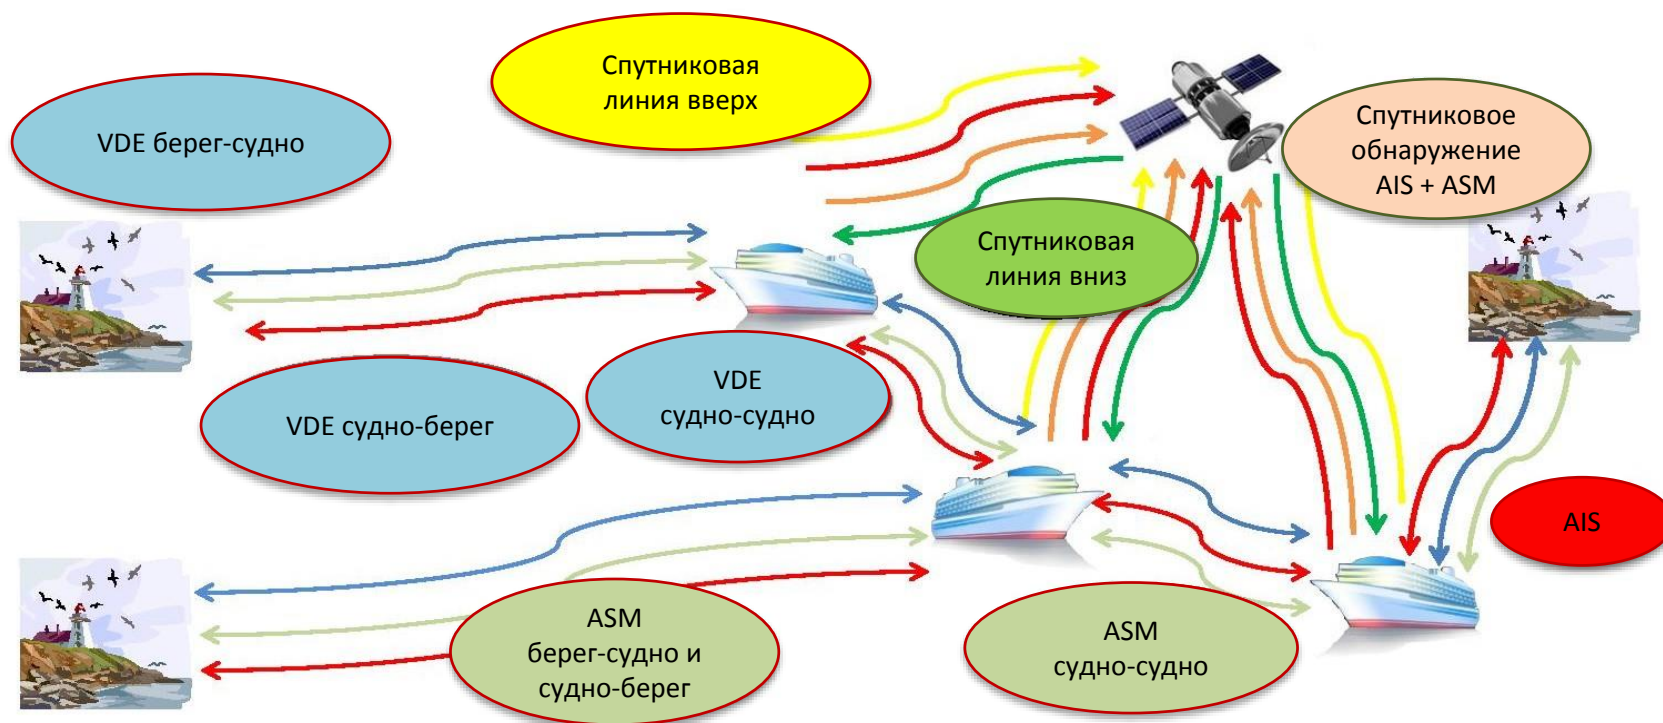 Спутниковая
линия вверх
VDE берег-судно
Спутниковое
обнаружение
AIS + ASM
Спутниковая
линия вниз
VDE
судно-судно
VDE судно-берег
AIS
ASM
берег-судно и
судно-берег
ASM
судно-судно